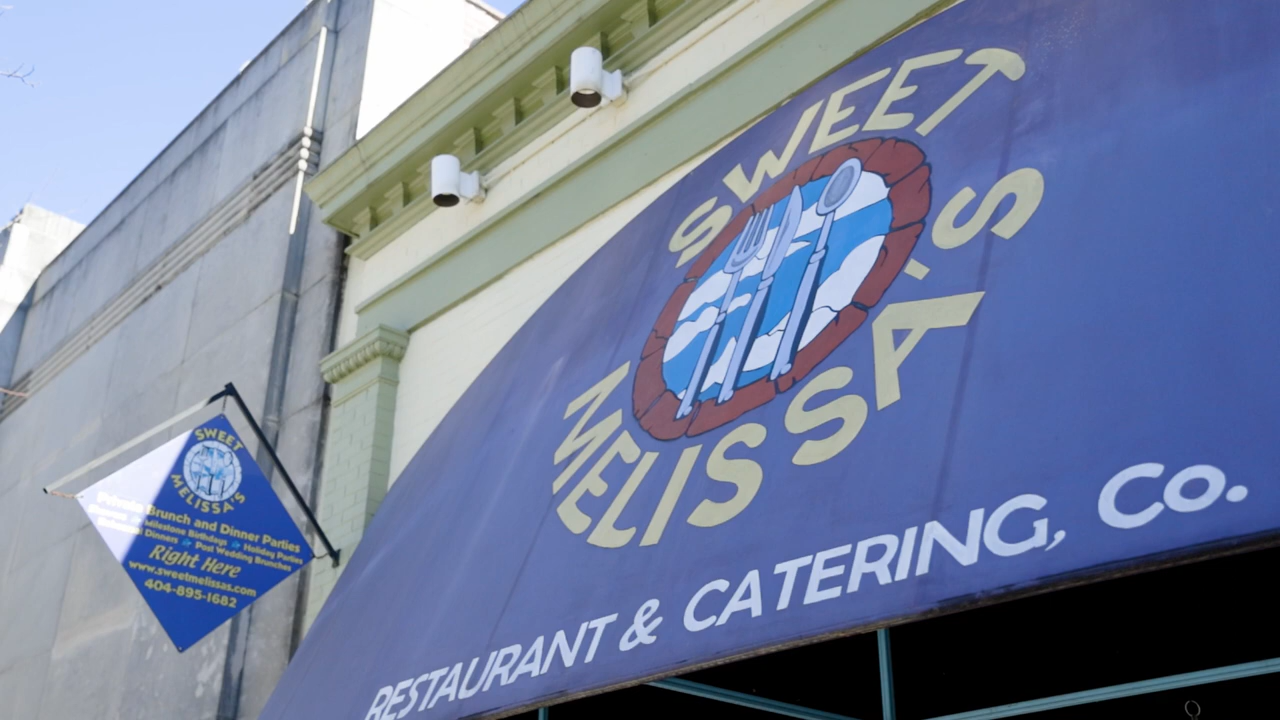 SWEET
MELISSA'S
RESTAURANT & CATERING, Co.
SWEET
MELISSA'S
Private Brunch and Dinner Parties
Milestone Birthdays Holiday Parties
Dinners Post Wedding Brunches
Right Here
www.sweetmelissas.com
404-895-1682